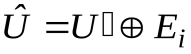 Û = U ⊕ E_i